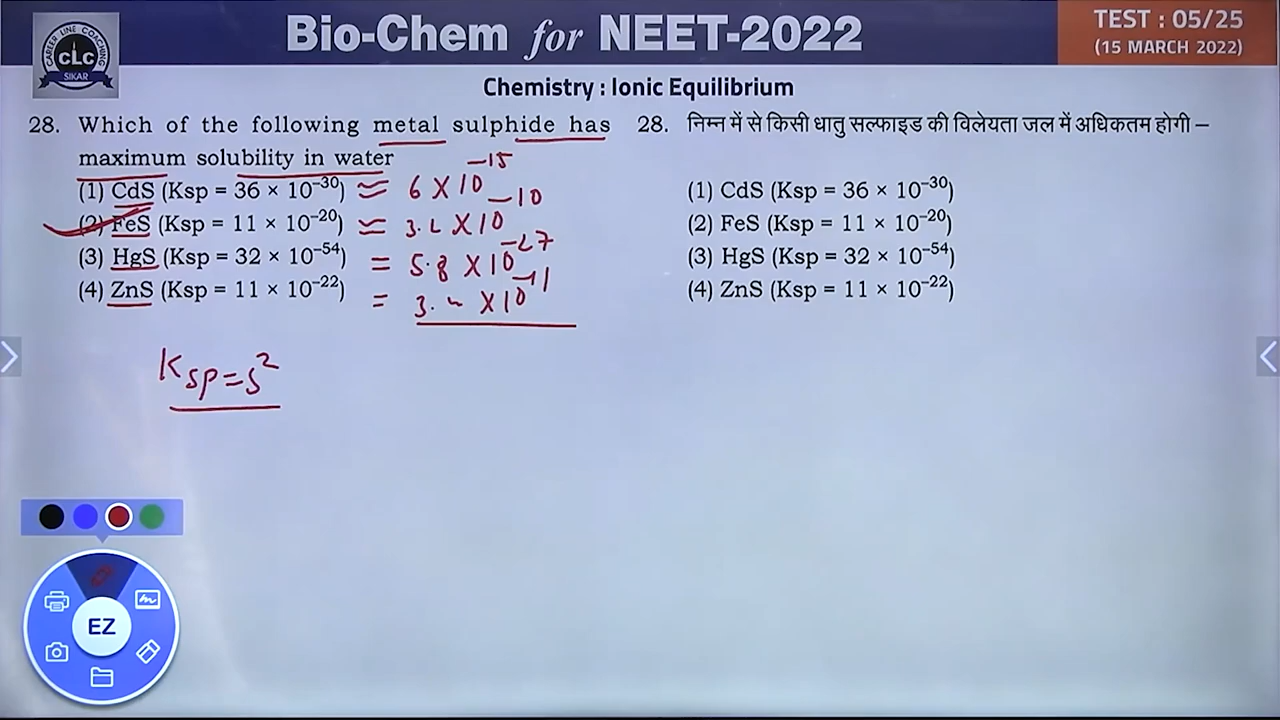 CAREER LINE COACHING
CLC
SIKAR
Bio-Chem for NEET-2022
TEST : 05/25
(15 MARCH 2022)
Chemistry : Ionic Equilibrium
28. Which of the following metal sulphide has
maximum solubility in water
(1) CdS (Ksp = 36 × 10⁻³⁰) ≈ 6 X 10⁻¹⁵
(2) FeS (Ksp = 11 × 10⁻²⁰) ≈ X 10⁻¹⁰
(3) HgS (Ksp = 32 × 10⁻⁵⁴) = 5.8 X 10⁻²⁷
(4) ZnS (Ksp = 11 × 10⁻²²) = X 10⁻¹¹
Ksp = s²
28. निम्न में से किसी धातु सल्फाइड की विलेयता जल में अधिकतम होगी –
(1) CdS (Ksp = 36 × 10⁻³⁰)
(2) FeS (Ksp = 11 × 10⁻²⁰)
(3) HgS (Ksp = 32 × 10⁻⁵⁴)
(4) ZnS (Ksp = 11 × 10⁻²²)
EZ